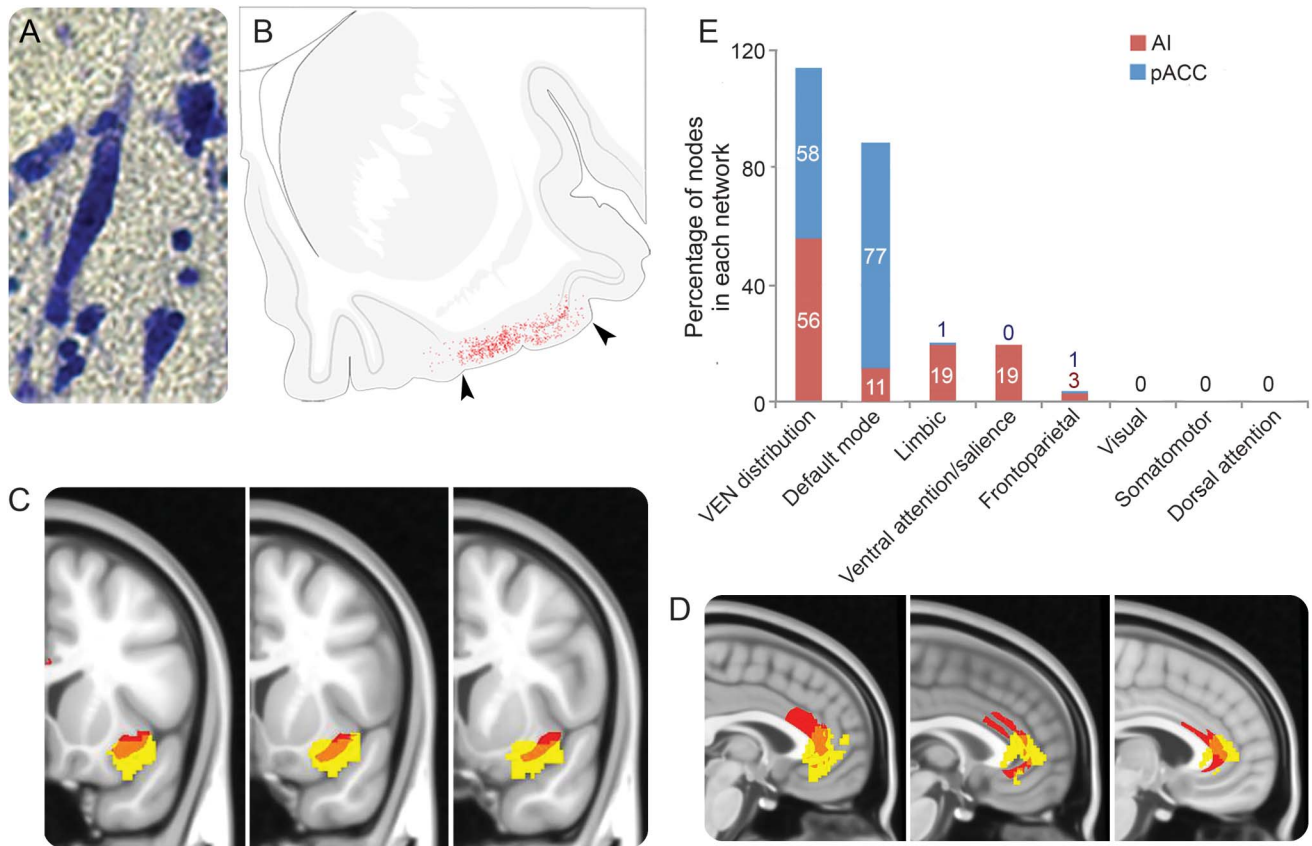 A
B
E
AI
pACC
Percentage of nodes
in each network
120
80
40
0
58
56
77
11
1
19
0
19
1
3
0
0
0
VEN distribution
Default mode
Limbic
Ventral attention/salience
Frontoparietal
Visual
Somatomotor
Dorsal attention
C
D